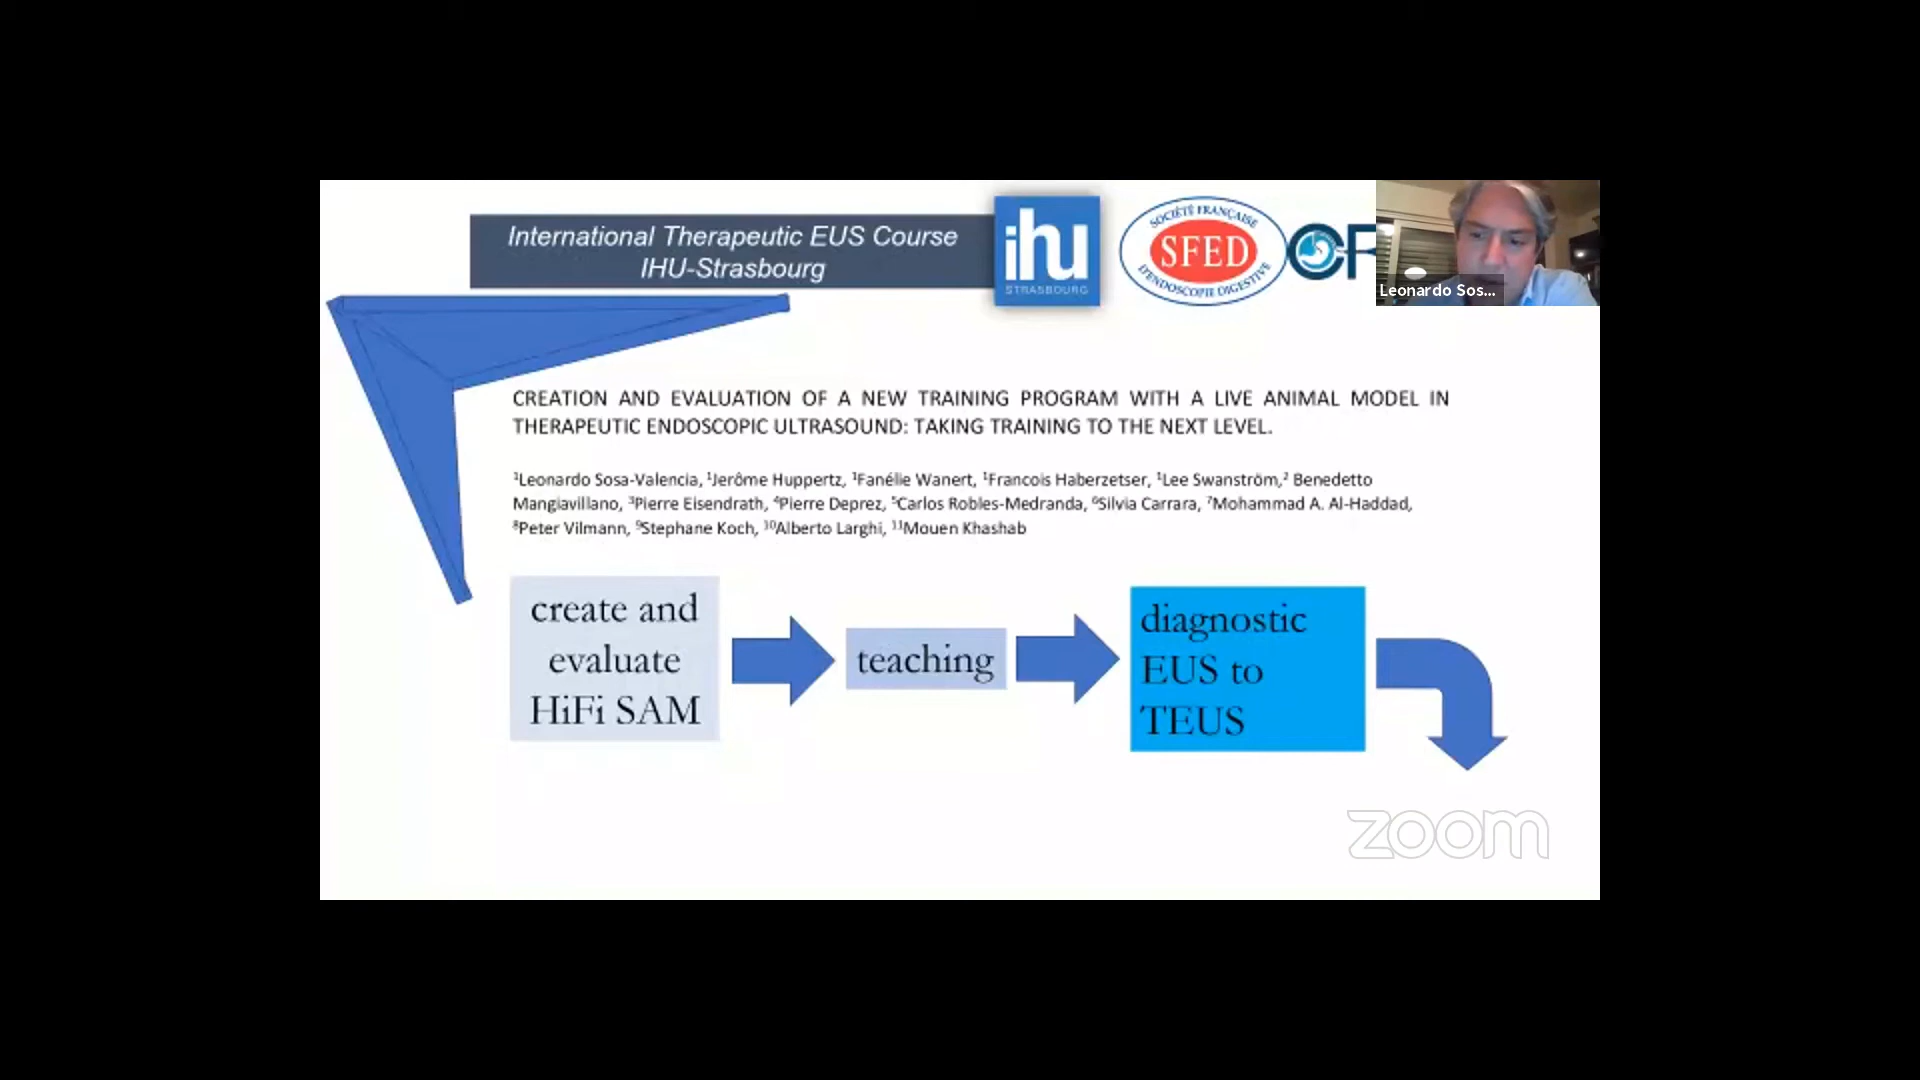 International Therapeutic EUS Course
IHU-Strasbourg
ihu
STRASBOURG
SOCIÉTÉ FRANÇAISE
SFED
D'ENDOSCOPIE DIGESTIVE
Leonardo Sos...
CREATION AND EVALUATION OF A NEW TRAINING PROGRAM WITH A LIVE ANIMAL MODEL IN
THERAPEUTIC ENDOSCOPIC ULTRASOUND: TAKING TRAINING TO THE NEXT LEVEL.
¹Leonardo Sosa-Valencia, ¹Jerôme Huppertz, ¹Fanélie Wanert, ¹Francois Haberzetser, ¹Lee Swanström,² Benedetto
Mangiavillano, ³Pierre Eisendrath, ⁴Pierre Deprez, ⁵Carlos Robles-Medranda, ⁶Silvia Carrara, ⁷Mohammad A. Al-Haddad,
⁸Peter Vilmann, ⁹Stephane Koch, ¹⁰Alberto Larghi, ¹¹Mouen Khashab
create and
evaluate
HiFi SAM
teaching
diagnostic
EUS to
TEUS
zoom